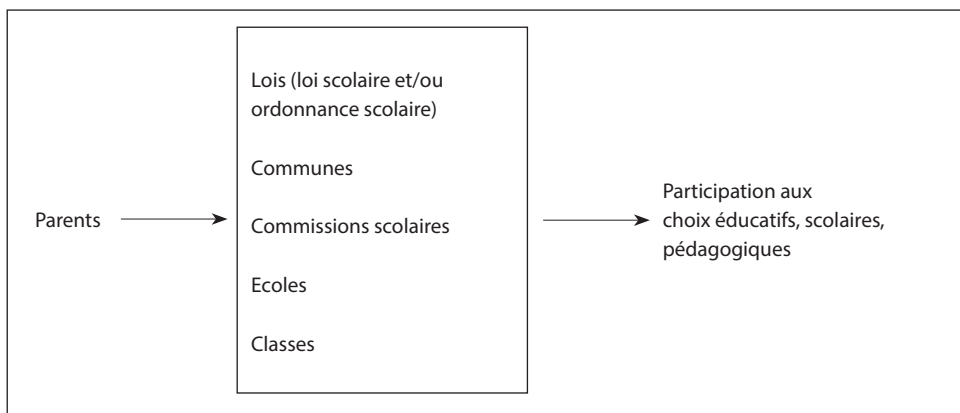 Parents
Lois (loi scolaire et/ou
ordonnance scolaire)
Communes
Commissions scolaires
Ecoles
Classes
Participation aux
choix éducatifs, scolaires,
pédagogiques